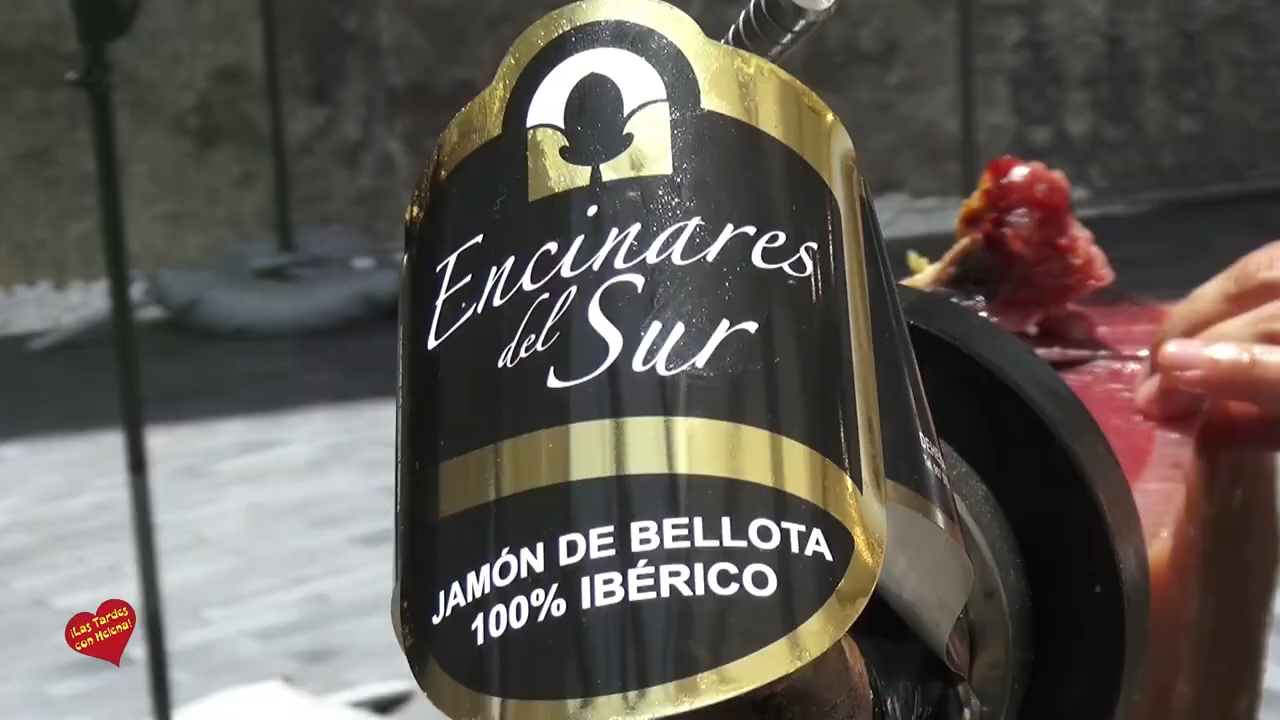 Encinares
del Sur
JAMÓN DE BELLOTA
100% IBÉRICO
¡Las Tardes
con Helena!